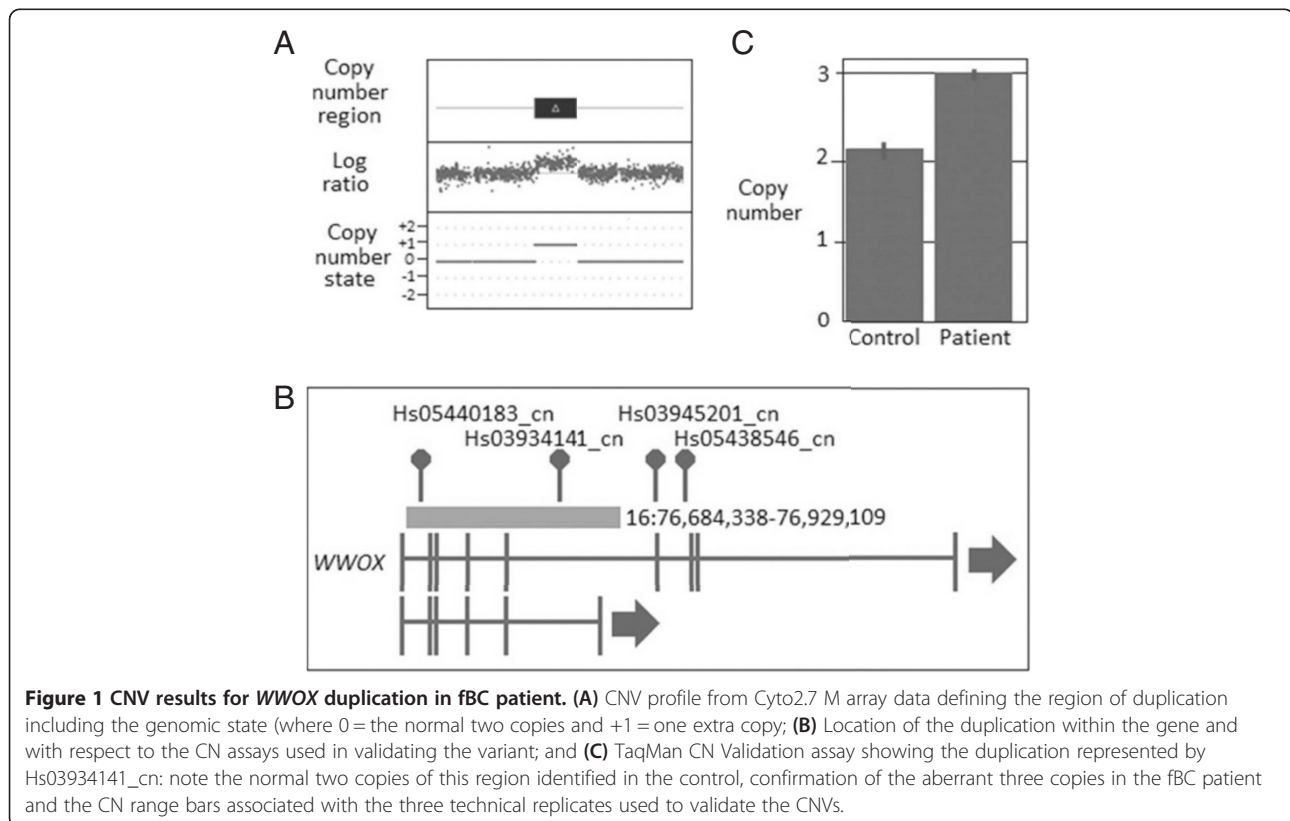 A
Copy
number
region
Log
ratio
Copy
number
state
+2
+1
0
-1
-2
C
3
2
Copy
number
1
0
Control Patient
B
Hs05440183_cn Hs03945201_cn
Hs03934141_cn Hs05438546_cn
16:76,684,338-76,929,109
WWOX
Figure 1 CNV results for WWOX duplication in fBC patient. (A) CNV profile from Cyto2.7 M array data defining the region of duplication
including the genomic state (where 0 = the normal two copies and +1 = one extra copy; (B) Location of the duplication within the gene and
with respect to the CN assays used in validating the variant; and (C) TaqMan CN Validation assay showing the duplication represented by
Hs03934141_cn: note the normal two copies of this region identified in the control, confirmation of the aberrant three copies in the fBC patient
and the CN range bars associated with the three technical replicates used to validate the CNVs.